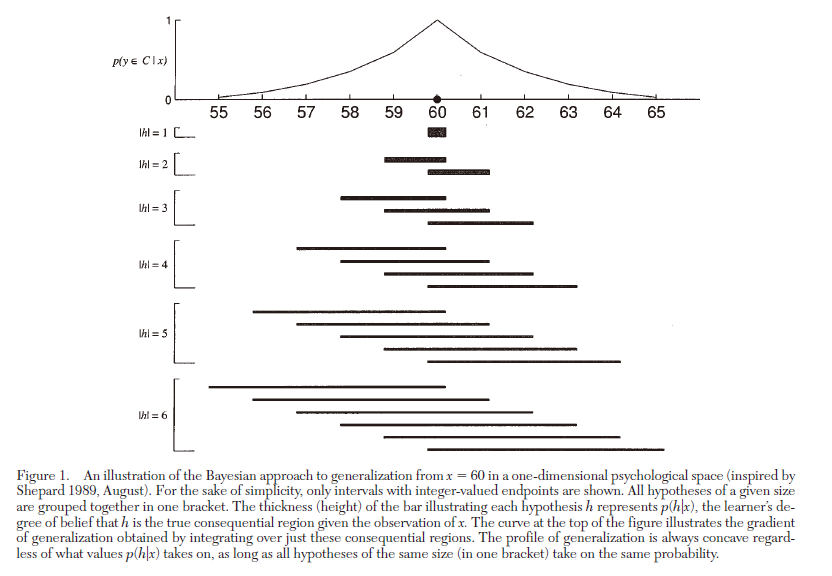 1
p(y ∈ C | x)
0
55 56 57 58 59 60 61 62 63 64 65
|h| = 1
|h| = 2
|h| = 3
|h| = 4
|h| = 5
|h| = 6
Figure 1. An illustration of the Bayesian approach to generalization from x = 60 in a one-dimensional psychological space (inspired by
Shepard 1989, August). For the sake of simplicity, only intervals with integer-valued endpoints are shown. All hypotheses of a given size
are grouped together in one bracket. The thickness (height) of the bar illustrating each hypothesis h represents p(h|x), the learner's de-
gree of belief that h is the true consequential region given the observation of x. The curve at the top of the figure illustrates the gradient
of generalization obtained by integrating over just these consequential regions. The profile of generalization is always concave regard-
less of what values p(h|x) takes on, as long as all hypotheses of the same size (in one bracket) take on the same probability.